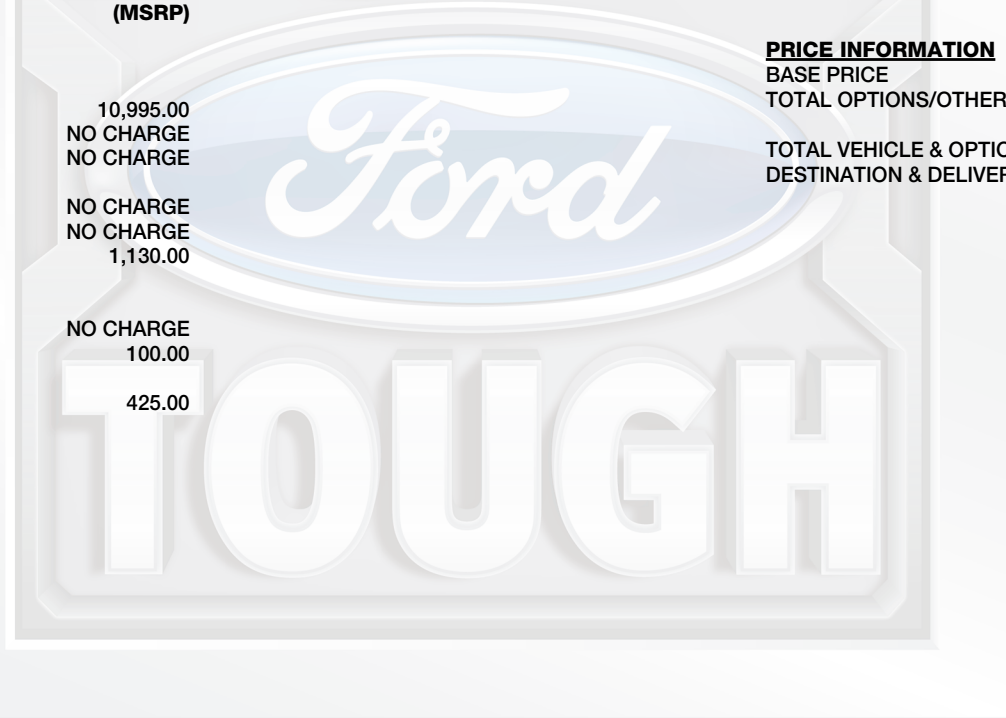 (MSRP)
10,995.00
NO CHARGE
NO CHARGE
NO CHARGE
NO CHARGE
1,130.00
NO CHARGE
100.00
425.00
PRICE INFORMATION
BASE PRICE
TOTAL OPTIONS/OTHER
TOTAL VEHICLE & OPTIO
DESTINATION & DELIVER
Ford
TOUGH